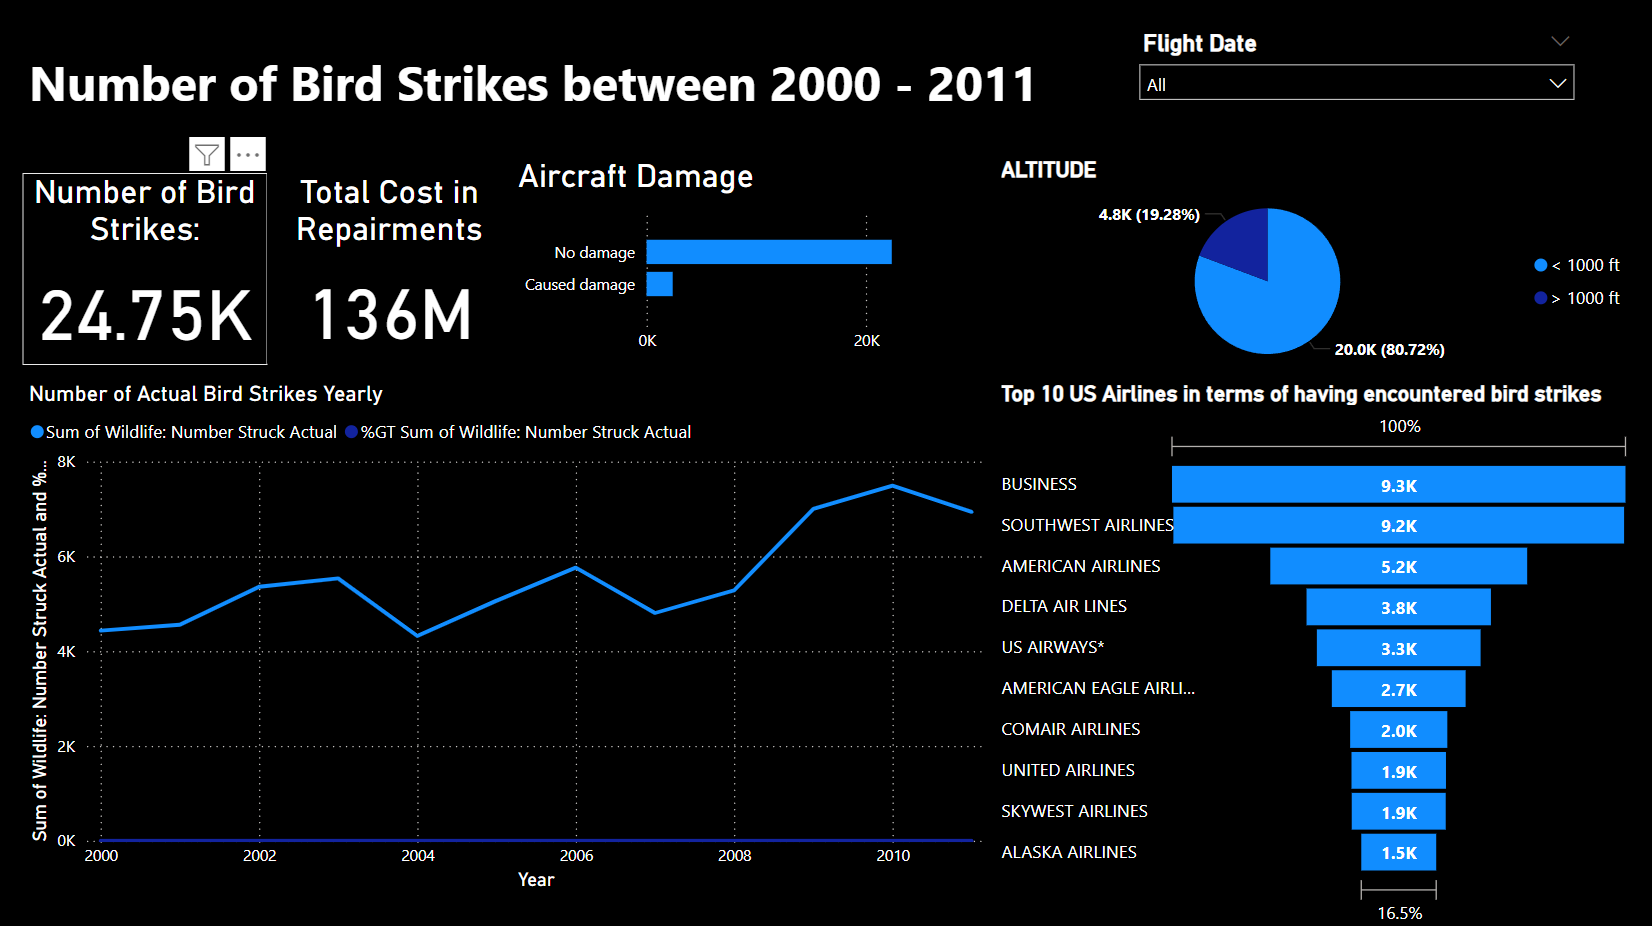 Number of Bird Strikes between 2000 - 2011
Flight Date
All
Number of Bird
Strikes:
24.75K
Total Cost in
Repairments
136M
Aircraft Damage
No damage
Caused damage
0K
20K
ALTITUDE
4.8K (19.28%)
20.0K (80.72%)
< 1000 ft
> 1000 ft
Number of Actual Bird Strikes Yearly
Sum of Wildlife: Number Struck Actual
%GT Sum of Wildlife: Number Struck Actual
Sum of Wildlife: Number Struck Actual and %...
8K
6K
4K
2K
0K
2000
2002
2004
2006
2008
2010
Year
Top 10 US Airlines in terms of having encountered bird strikes
100%
BUSINESS
9.3K
SOUTHWEST AIRLINES
9.2K
AMERICAN AIRLINES
5.2K
DELTA AIR LINES
3.8K
US AIRWAYS*
3.3K
AMERICAN EAGLE AIRLI...
2.7K
COMAIR AIRLINES
2.0K
UNITED AIRLINES
1.9K
SKYWEST AIRLINES
1.9K
ALASKA AIRLINES
1.5K
16.5%